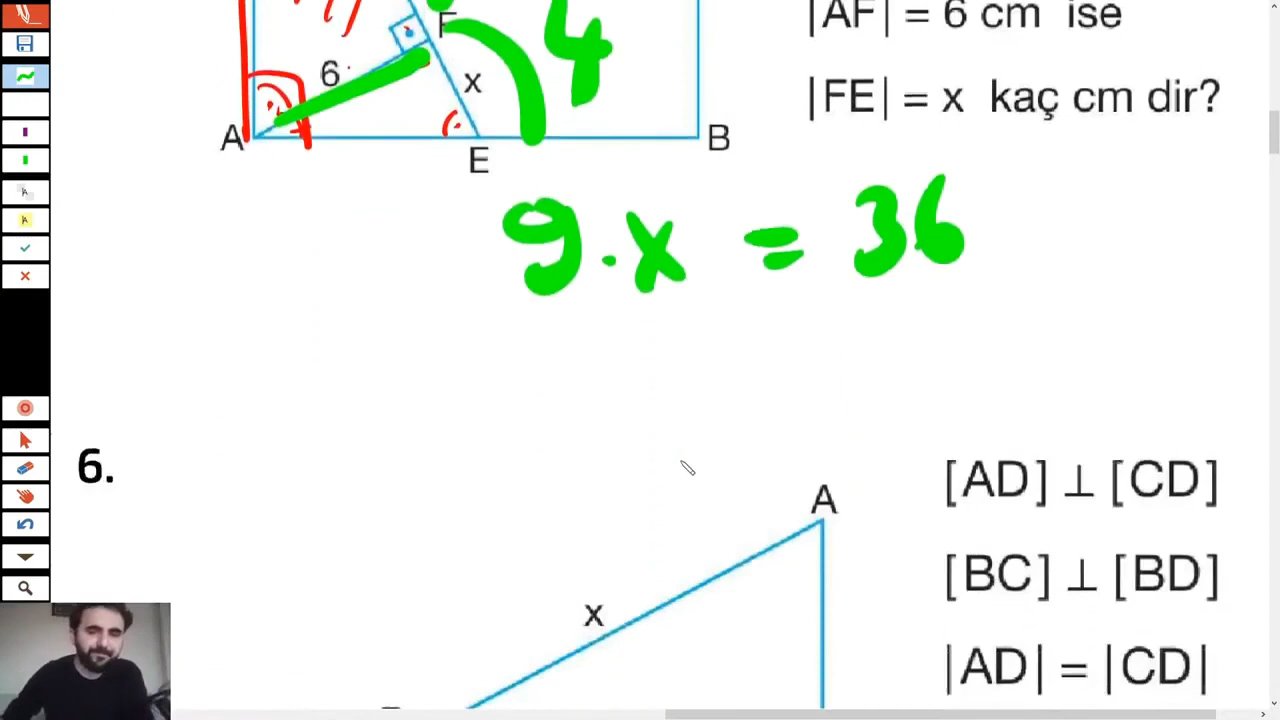 |AF| = 6 cm ise
F
4
6
x
|FE| = x kaç cm dir?
A
B
E
9.x = 36
6.
A
[AD] ⊥ [CD]
[BC] ⊥ [BD]
x
|AD| = |CD|